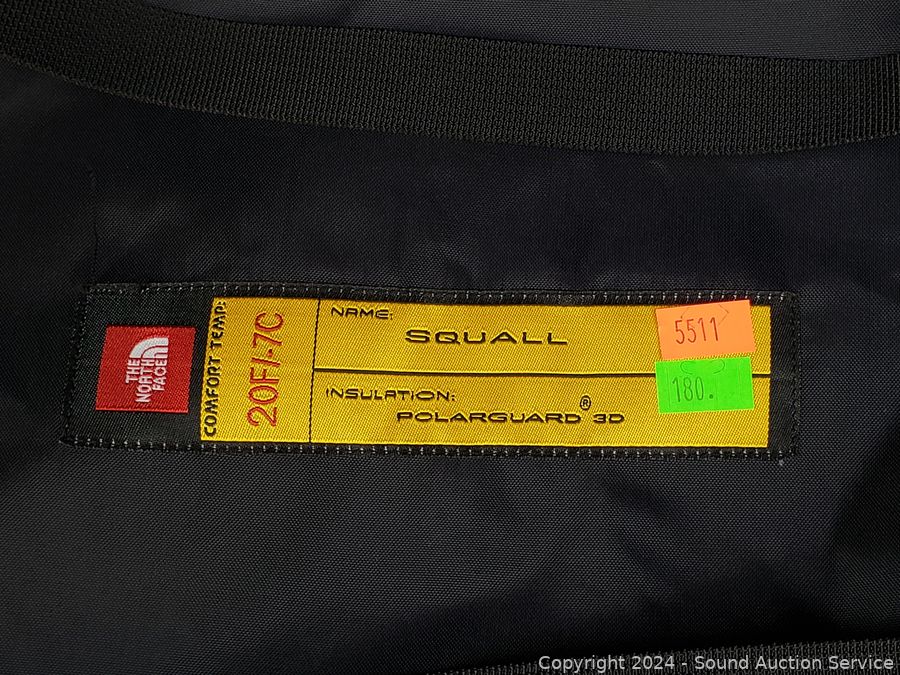 THE
NORTH
FACE
COMFORT TEMP:
20F/-7C
NAME:
SQUALL
INSULATION:
POLARGUARD® 3D
5511
180.
Copyright 2024 - Sound Auction Service